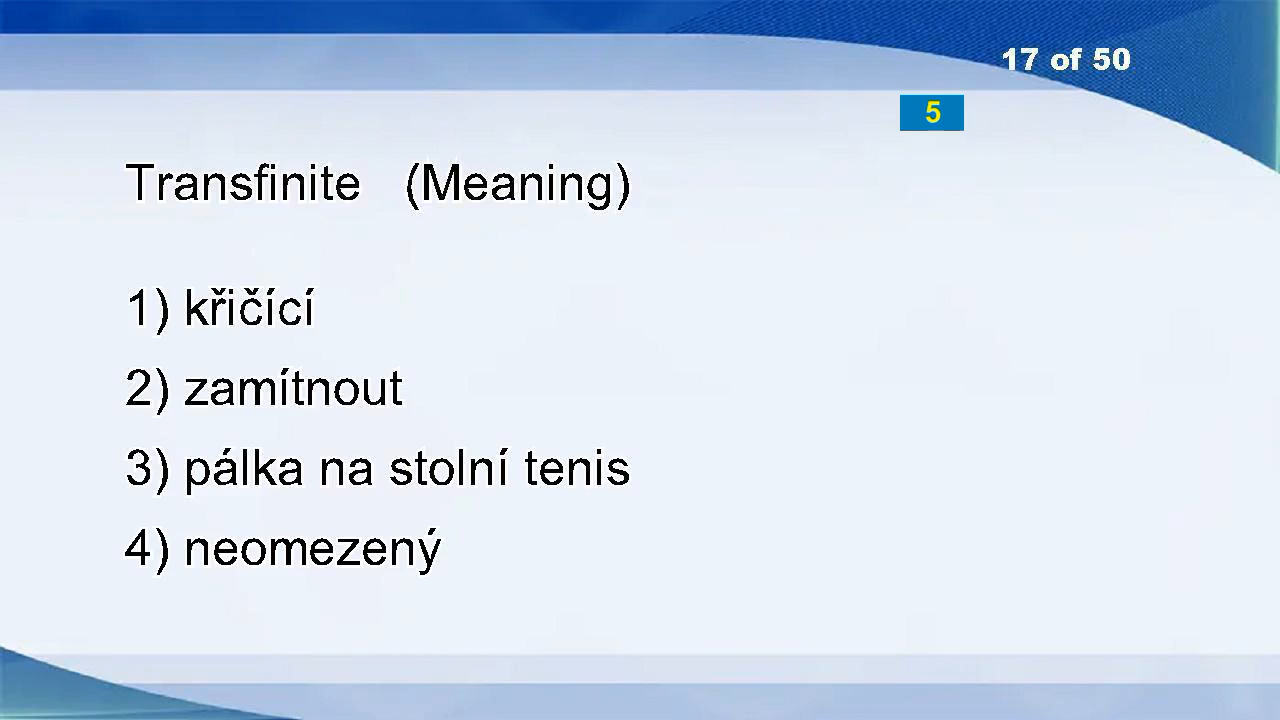 17 of 50
5
Transfinite (Meaning)
1) křičící
2) zamítnout
3) pálka na stolní tenis
4) neomezený